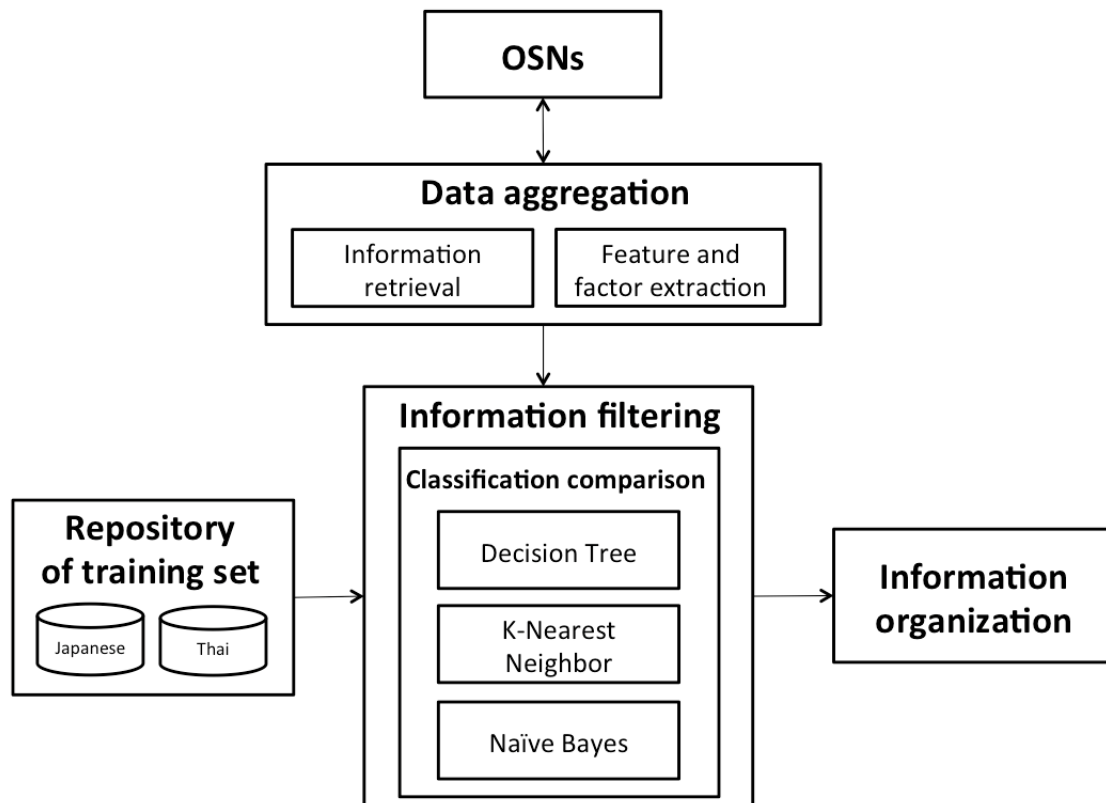 OSNs
Data aggregation
Information
retrieval
Feature and
factor extraction
Information filtering
Classification comparison
Decision Tree
K-Nearest
Neighbor
Naïve Bayes
Repository
of training set
Japanese
Thai
Information
organization